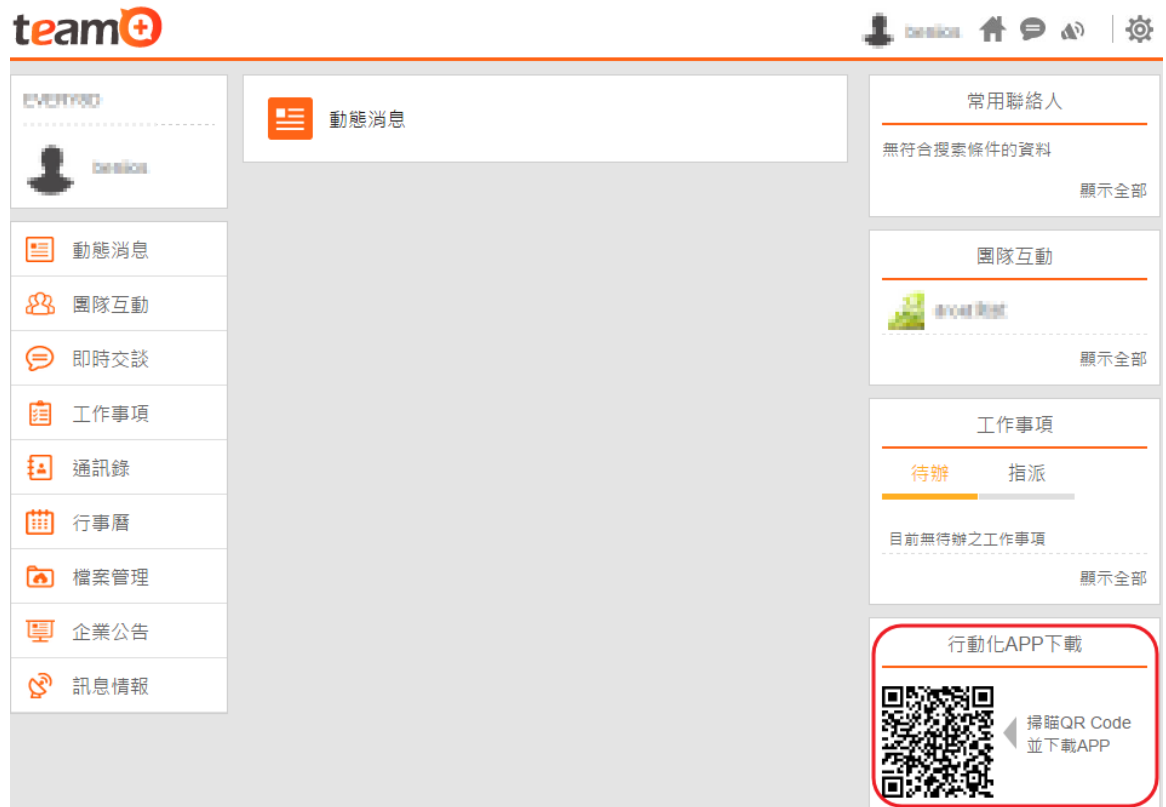 team+
動態消息
團隊互動
即時交談
工作事項
通訊錄
行事曆
檔案管理
企業公告
訊息情報
動態消息
常用聯絡人
無符合搜索條件的資料
顯示全部
團隊互動
顯示全部
工作事項
待辦 指派
目前無待辦之工作事項
顯示全部
行動化APP下載
掃瞄QR Code
並下載APP